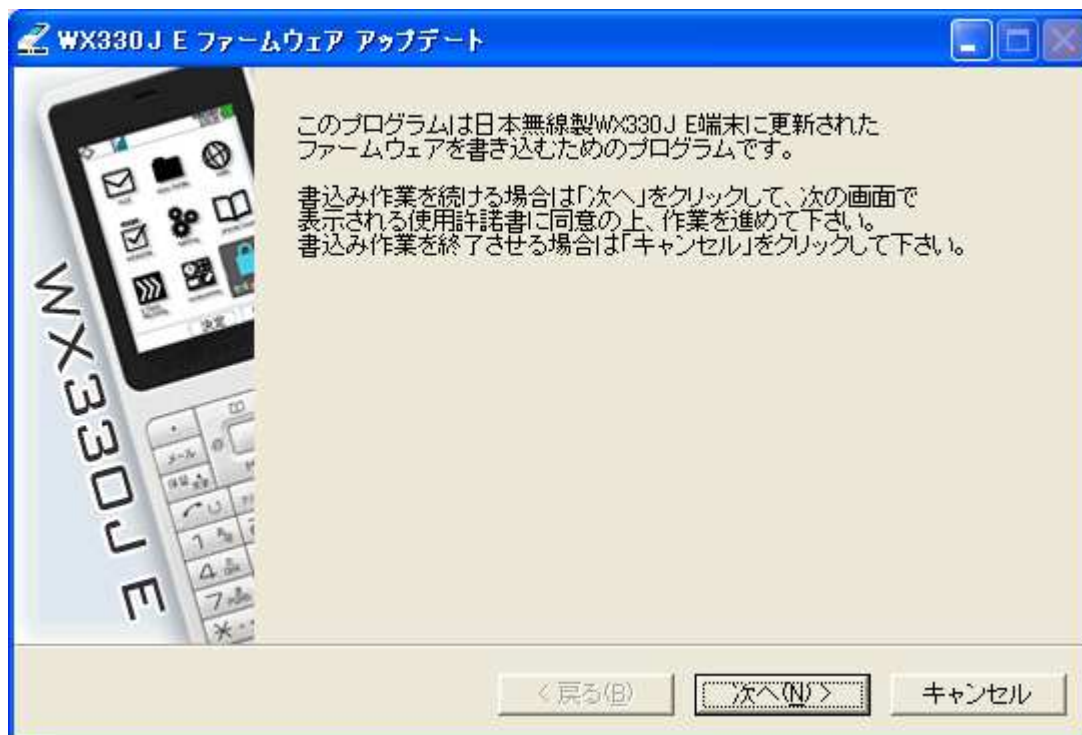 WX330J E ファームウェア アップデート
このプログラムは日本無線製WX330J E端末に更新された
ファームウェアを書き込むためのプログラムです。
書込み作業を続ける場合は「次へ」をクリックして、次の画面で
表示される使用許諾書に同意の上、作業を進めて下さい。
書込み作業を終了させる場合は「キャンセル」をクリックして下さい。
WX330J E
決定
メール
1
4
7
＊
< 戻る(B)
次へ(N) >
キャンセル